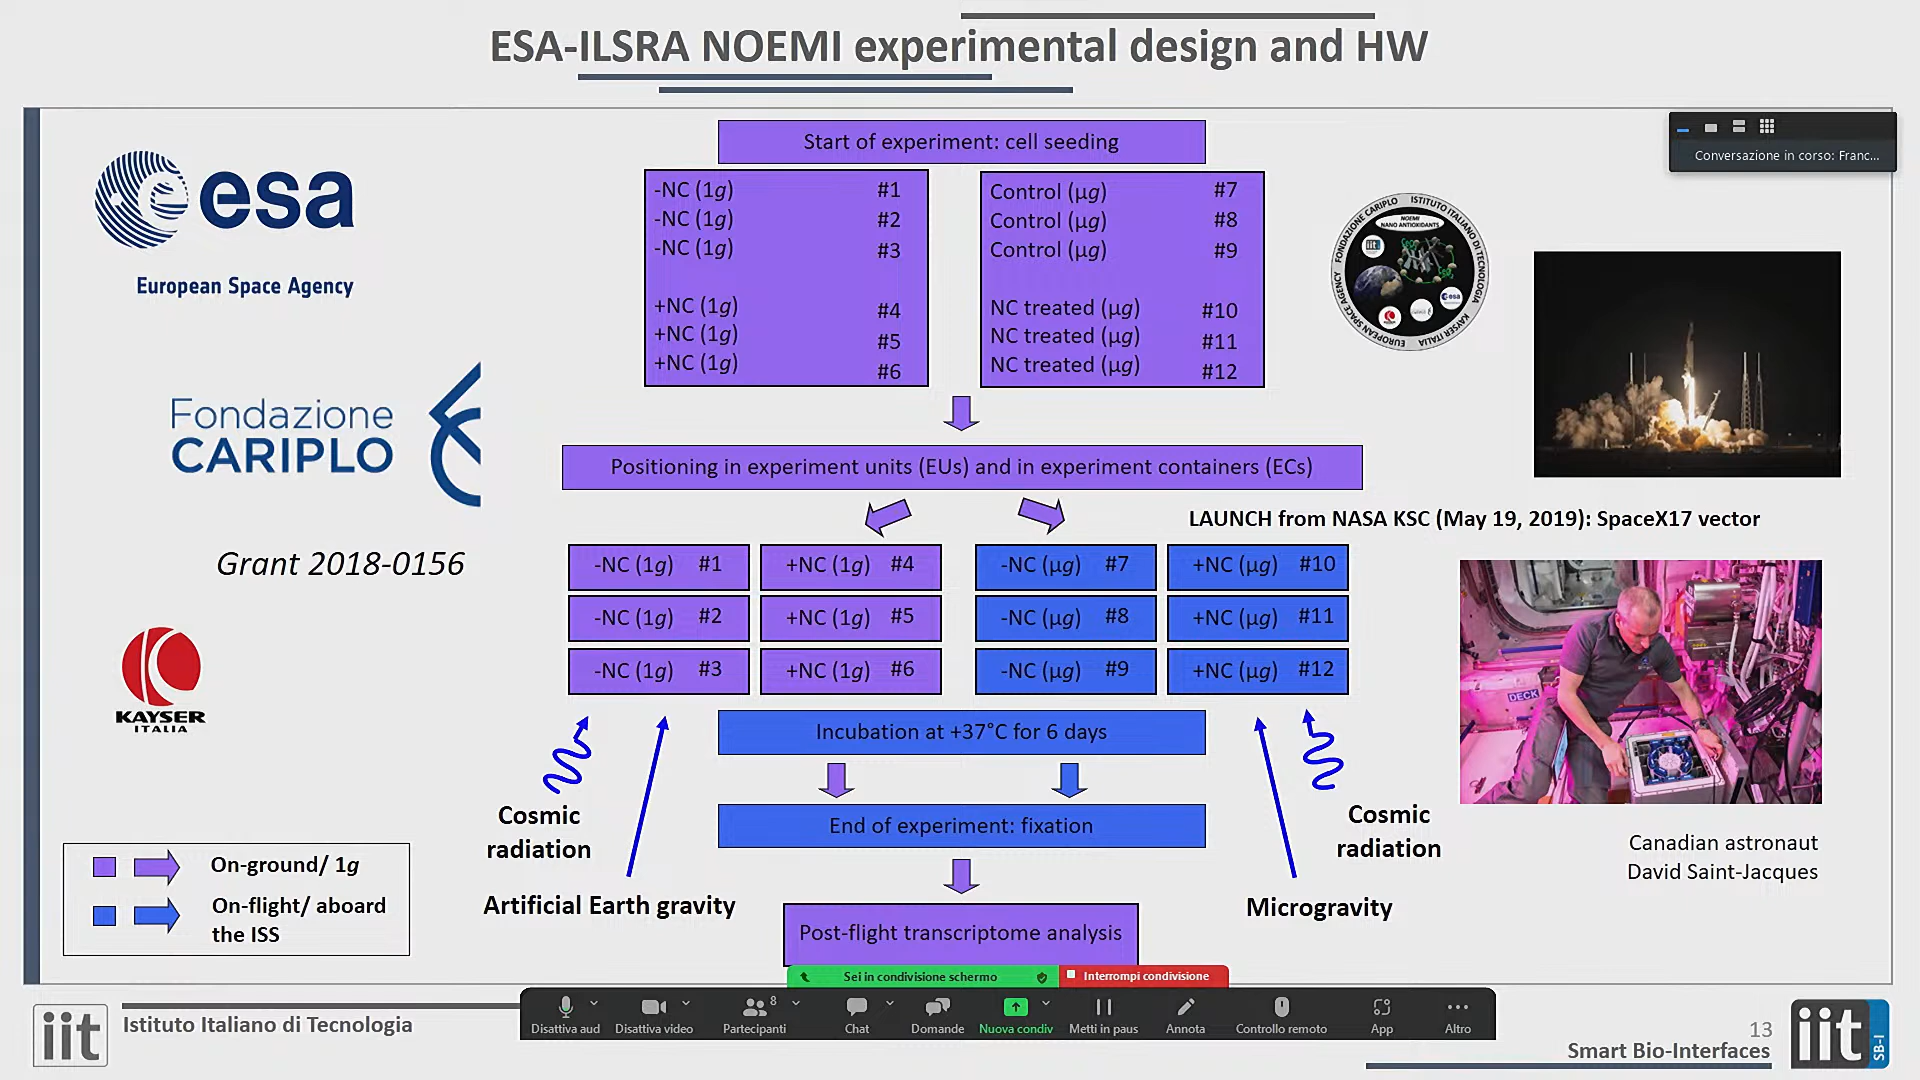 ESA-ILSRA NOEMI experimental design and HW
Conversazione in corso: Franc...
esa
European Space Agency
Fondazione
CARIPLO
Grant 2018-0156
KAYSER
ITALIA
Start of experiment: cell seeding
-NC (1g) #1
-NC (1g) #2
-NC (1g) #3
+NC (1g) #4
+NC (1g) #5
+NC (1g) #6
Control (µg) #7
Control (µg) #8
Control (µg) #9
NC treated (µg) #10
NC treated (µg) #11
NC treated (µg) #12
FONDAZIONE CARIPLO ISTITUTO ITALIANO DI TECNOLOGIA KAYSER ITALIA EUROPEAN SPACE AGENCY
NOEMI
NANO ANTIOXIDANTS
Positioning in experiment units (EUs) and in experiment containers (ECs)
LAUNCH from NASA KSC (May 19, 2019): SpaceX17 vector
-NC (1g) #1 +NC (1g) #4 -NC (µg) #7 +NC (µg) #10
-NC (1g) #2 +NC (1g) #5 -NC (µg) #8 +NC (µg) #11
-NC (1g) #3 +NC (1g) #6 -NC (µg) #9 +NC (µg) #12
DECK
Incubation at +37°C for 6 days
End of experiment: fixation
Post-flight transcriptome analysis
Cosmic
radiation
Artificial Earth gravity
Cosmic
radiation
Microgravity
Canadian astronaut
David Saint-Jacques
On-ground/ 1g
On-flight/ aboard
the ISS
Sei in condivisione schermo
Interrompi condivisione
Disattiva aud
Disattiva video
8
Partecipanti
Chat
Domande
Nuova condiv
Metti in paus
Annota
Controllo remoto
App
Altro
iit
Istituto Italiano di Tecnologia
13
Smart Bio-Interfaces
iit
SB-I